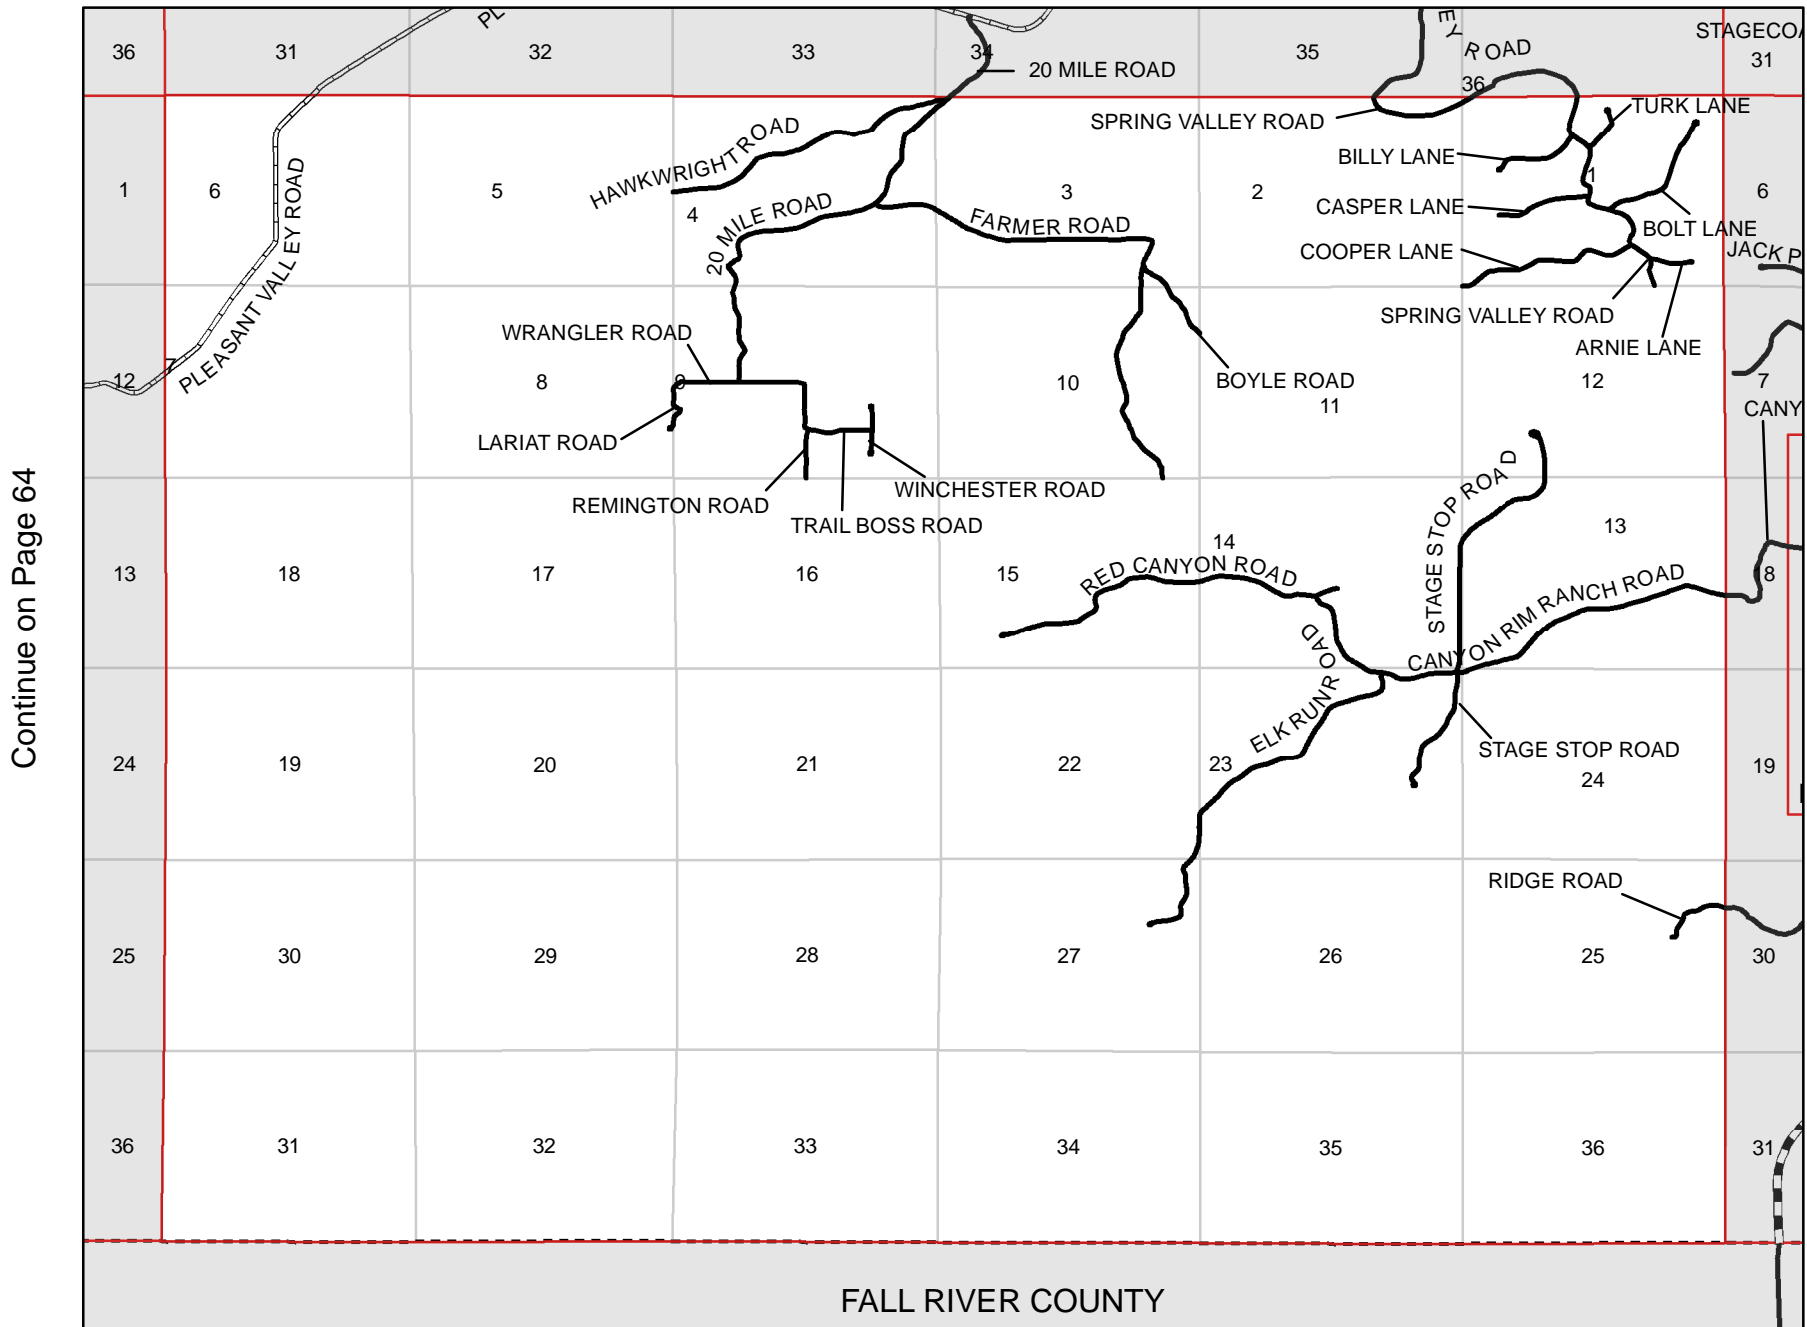 PL
EY ROAD
STAGECOA
36
31
32
33
34
35
36
31
20 MILE ROAD
SPRING VALLEY ROAD
TURK LANE
HAWKWRIGHT ROAD
BILLY LANE
1
6
5
4
3
2
1
6
PLEASANT VALLEY ROAD
20 MILE ROAD
FARMER ROAD
CASPER LANE
BOLT LANE
COOPER LANE
JACK P
SPRING VALLEY ROAD
ARNIE LANE
WRANGLER ROAD
BOYLE ROAD
12
7
8
9
10
11
12
7
CANY
LARIAT ROAD
WINCHESTER ROAD
REMINGTON ROAD
TRAIL BOSS ROAD
STAGE STOP ROAD
13
18
17
16
15
14
13
18
RED CANYON ROAD
CANYON RIM RANCH ROAD
ELK RUN ROAD
STAGE STOP ROAD
24
19
20
21
22
23
24
19
RIDGE ROAD
25
30
29
28
27
26
25
30
36
31
32
33
34
35
36
31
Continue on Page 64
FALL RIVER COUNTY